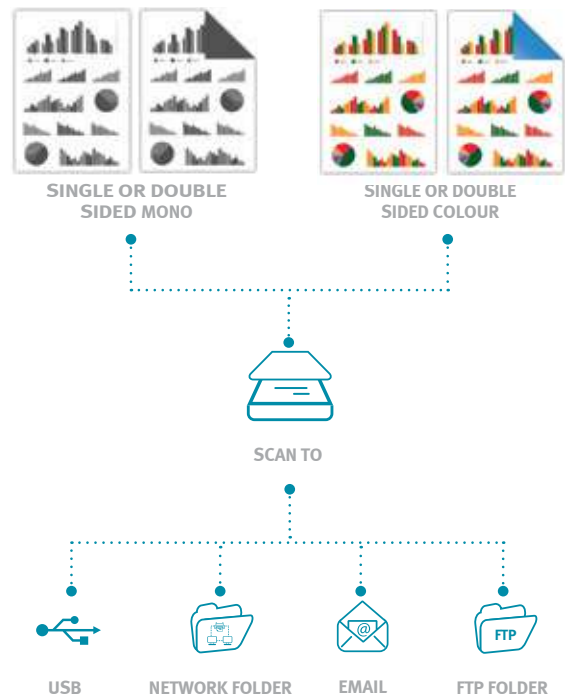 SINGLE OR DOUBLE
SIDED MONO
SINGLE OR DOUBLE
SIDED COLOUR
SCAN TO
@
FTP
USB
NETWORK FOLDER
EMAIL
FTP FOLDER